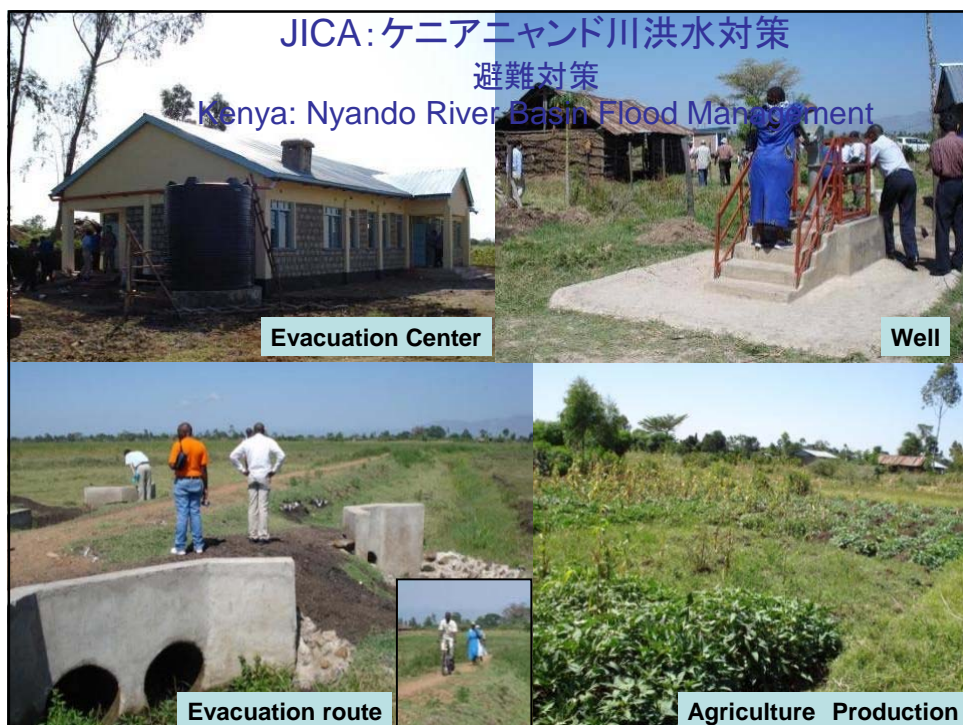 JICA：ケニアニャンド川洪水対策
避難対策
Kenya: Nyando River Basin Flood Management
Evacuation Center
Well
Evacuation route
Agriculture Production